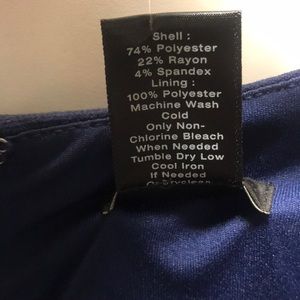 Shell :
74% Polyester
22% Rayon
4% Spandex
Lining :
100% Polyester
Machine Wash
Cold
Only Non-
Chlorine Bleach
When Needed
Tumble Dry Low
Cool Iron
If Needed